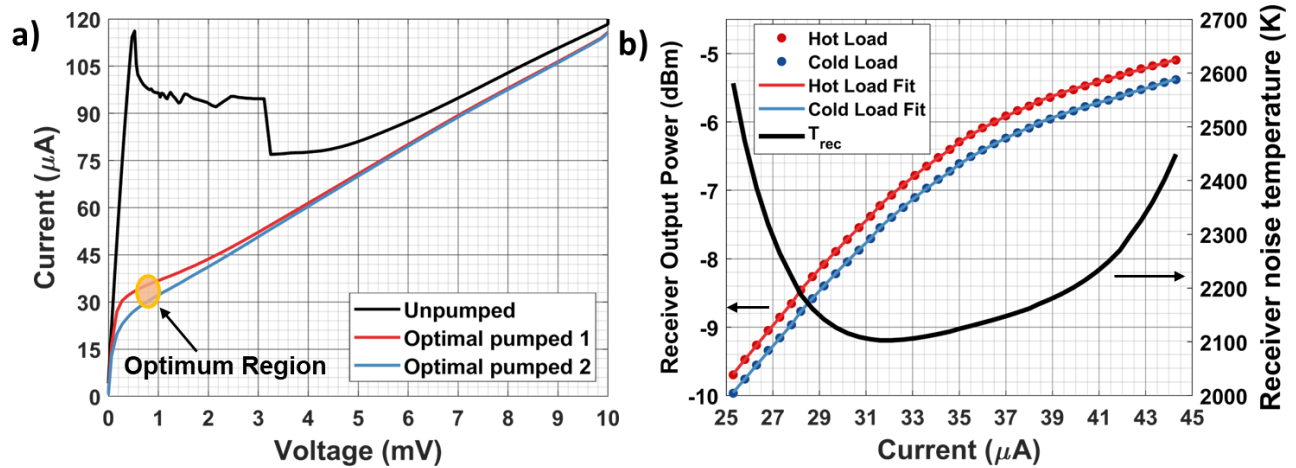 a)
Current (μA)
120
105
90
75
60
45
30
15
0
Optimum Region
Unpumped
Optimal pumped 1
Optimal pumped 2
0 1 2 3 4 5 6 7 8 9 10
Voltage (mV)
b)
Receiver Output Power (dBm)
-5
-6
-7
-8
-9
-10
Hot Load
Cold Load
Hot Load Fit
Cold Load Fit
T_rec
25 27 29 31 33 35 37 39 41 43 45
Current (μA)
2700
2600
2500
2400
2300
2200
2100
2000
Receiver noise temperature (K)